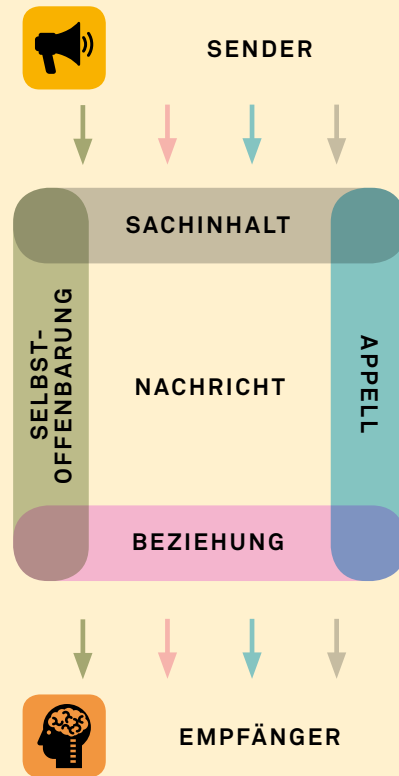 SENDER
SACHINHALT
SELBST-
OFFENBARUNG
NACHRICHT
APPELL
BEZIEHUNG
EMPFÄNGER